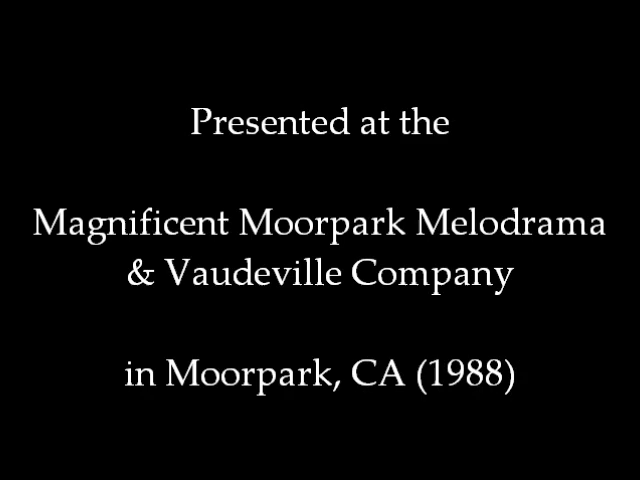 Presented at the
Magnificent Moorpark Melodrama
& Vaudeville Company
in Moorpark, CA (1988)